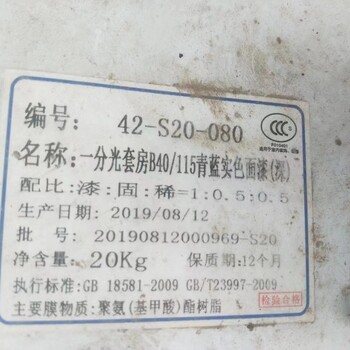 编号: 42-S20-080
名称:一分光套房B40/115青蓝实色面漆(摆)
配比:漆:固:稀=1:0.5:0.5
生产日期: 2019/08/12
批 号: 20190812000969-S20
净含量:20Kg 保质期:12个月
执行标准:GB 18581-2009 GB/T23997-2009
主要膜物质:聚氨(基甲酸)酯树脂
检验合格